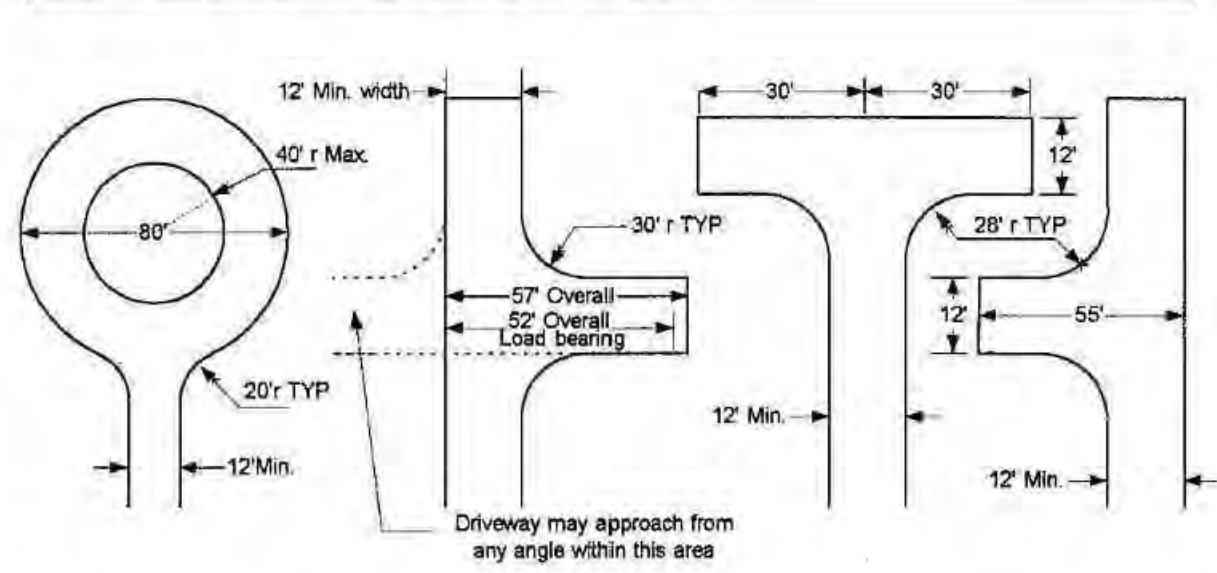 12' Min. width
30'
30'
40' r Max.
12'
80'
30' r TYP
28' r TYP
57' Overall
52' Overall
Load bearing
12'
55'
20'r TYP
12' Min.
12'Min.
12' Min.
Driveway may approach from
any angle within this area